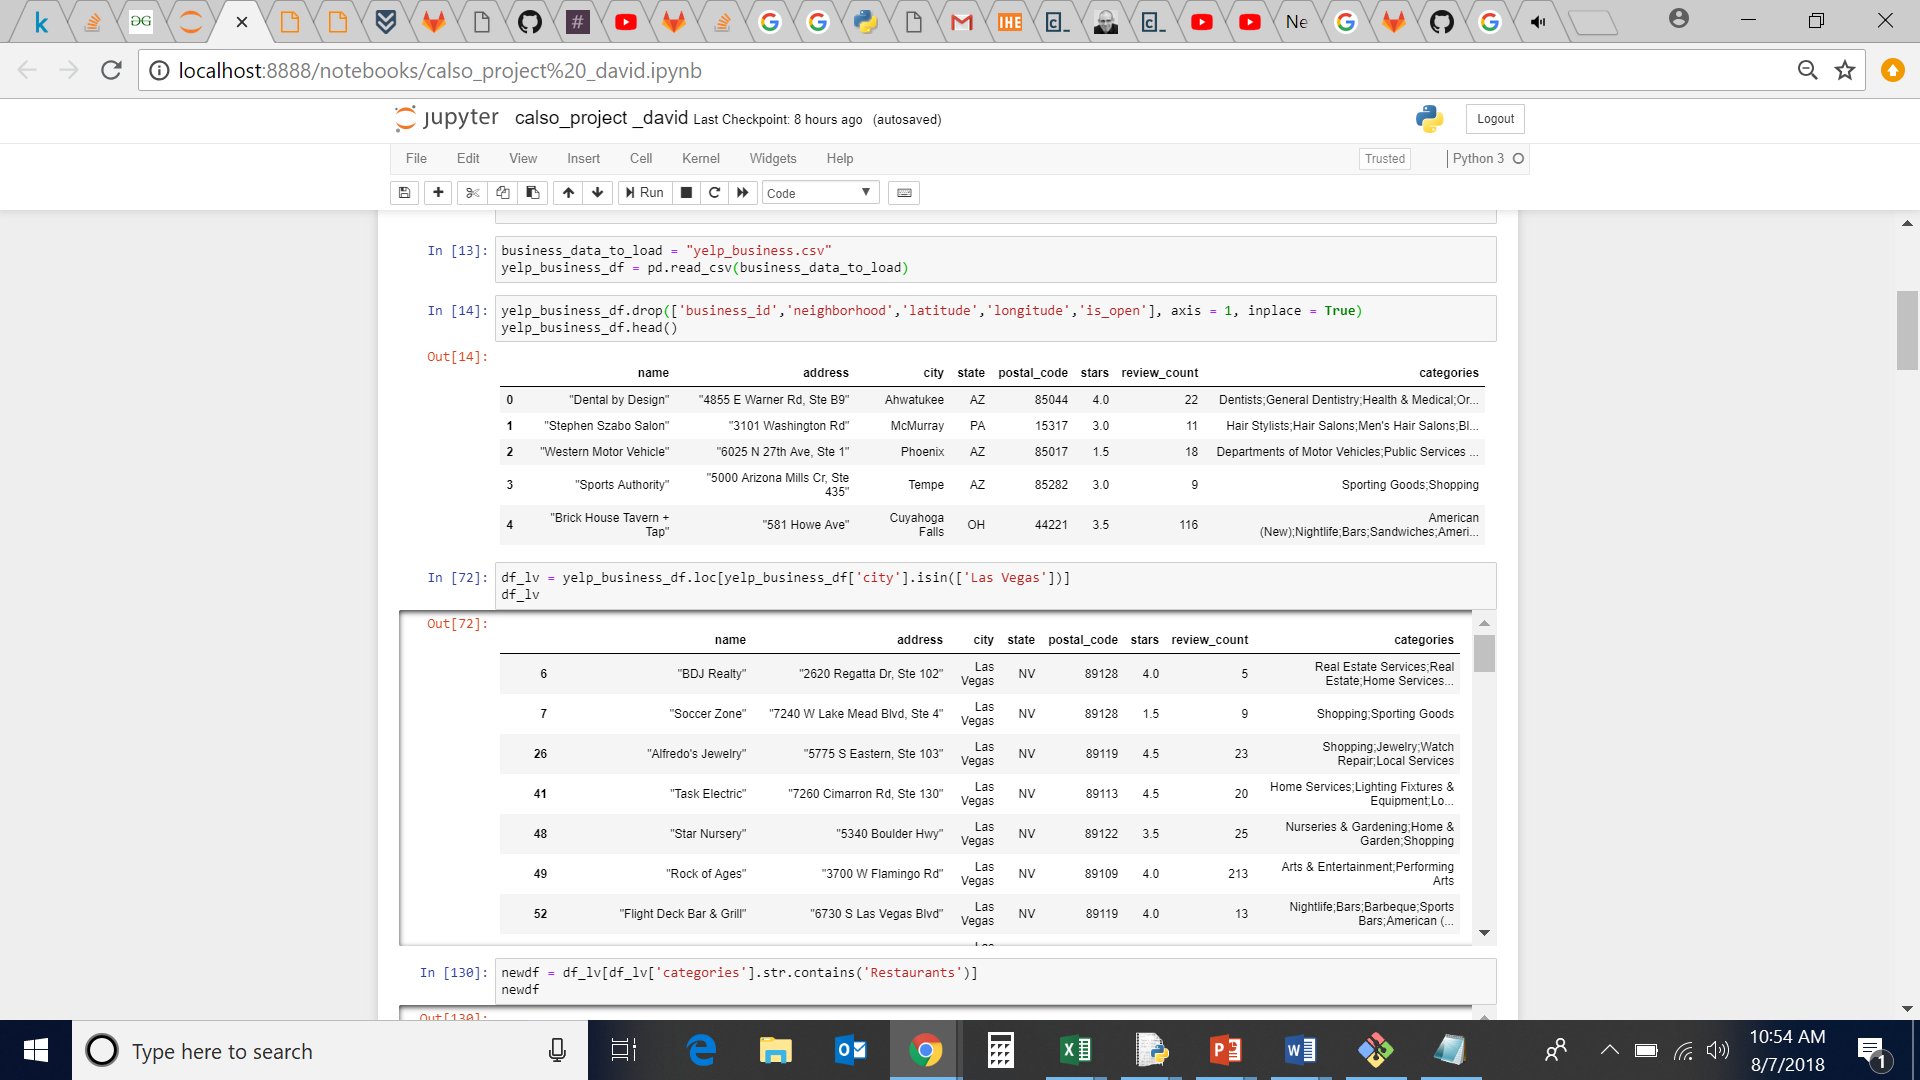 localhost:8888/notebooks/calso_project%20_david.ipynb
jupyter calso_project _david Last Checkpoint: 8 hours ago (autosaved) Logout
File Edit View Insert Cell Kernel Widgets Help Trusted Python 3
Run Code
In [13]: business_data_to_load = "yelp_business.csv"
yelp_business_df = pd.read_csv(business_data_to_load)
In [14]: yelp_business_df.drop(['business_id','neighborhood','latitude','longitude','is_open'], axis = 1, inplace = True)
yelp_business_df.head()
Out[14]:
name address city state postal_code stars review_count categories
0 "Dental by Design" "4855 E Warner Rd, Ste B9" Ahwatukee AZ 85044 4.0 22 Dentists;General Dentistry;Health & Medical;Or...
1 "Stephen Szabo Salon" "3101 Washington Rd" McMurray PA 15317 3.0 11 Hair Stylists;Hair Salons;Men's Hair Salons;Bl...
2 "Western Motor Vehicle" "6025 N 27th Ave, Ste 1" Phoenix AZ 85017 1.5 18 Departments of Motor Vehicles;Public Services ...
3 "Sports Authority" "5000 Arizona Mills Cr, Ste
435" Tempe AZ 85282 3.0 9 Sporting Goods;Shopping
4 "Brick House Tavern +
Tap" "581 Howe Ave" Cuyahoga
Falls OH 44221 3.5 116 American
(New);Nightlife;Bars;Sandwiches;Ameri...
In [72]: df_lv = yelp_business_df.loc[yelp_business_df['city'].isin(['Las Vegas'])]
df_lv
Out[72]:
name address city state postal_code stars review_count categories
6 "BDJ Realty" "2620 Regatta Dr, Ste 102" Las
Vegas NV 89128 4.0 5 Real Estate Services;Real
Estate;Home Services...
7 "Soccer Zone" "7240 W Lake Mead Blvd, Ste 4" Las
Vegas NV 89128 1.5 9 Shopping;Sporting Goods
26 "Alfredo's Jewelry" "5775 S Eastern, Ste 103" Las
Vegas NV 89119 4.5 23 Shopping;Jewelry;Watch
Repair;Local Services
41 "Task Electric" "7260 Cimarron Rd, Ste 130" Las
Vegas NV 89113 4.5 20 Home Services;Lighting Fixtures &
Equipment;Lo...
48 "Star Nursery" "5340 Boulder Hwy" Las
Vegas NV 89122 3.5 25 Nurseries & Gardening;Home &
Garden;Shopping
49 "Rock of Ages" "3700 W Flamingo Rd" Las
Vegas NV 89109 4.0 213 Arts & Entertainment;Performing
Arts
52 "Flight Deck Bar & Grill" "6730 S Las Vegas Blvd" Las
Vegas NV 89119 4.0 13 Nightlife;Bars;Barbeque;Sports
Bars;American (...
In [130]: newdf = df_lv[df_lv['categories'].str.contains('Restaurants')]
newdf
Out[130]:
Type here to search
10:54 AM
8/7/2018
1